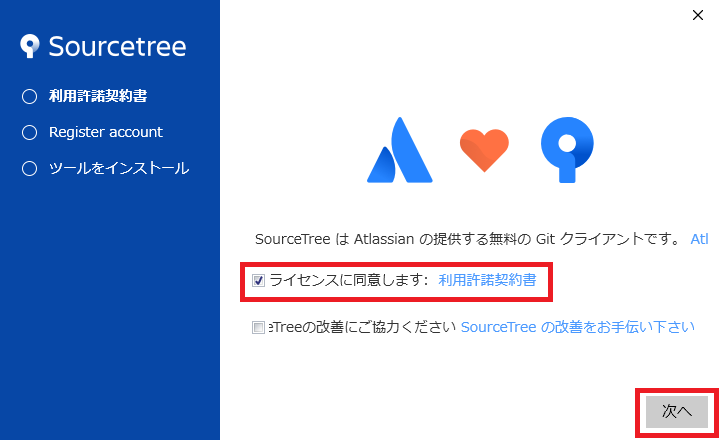 Sourcetree
利用許諾契約書
Register account
ツールをインストール
SourceTree は Atlassian の提供する無料の Git クライアントです。 Atl
ライセンスに同意します: 利用許諾契約書
eTreeの改善にご協力ください SourceTree の改善をお手伝い下さい
次へ